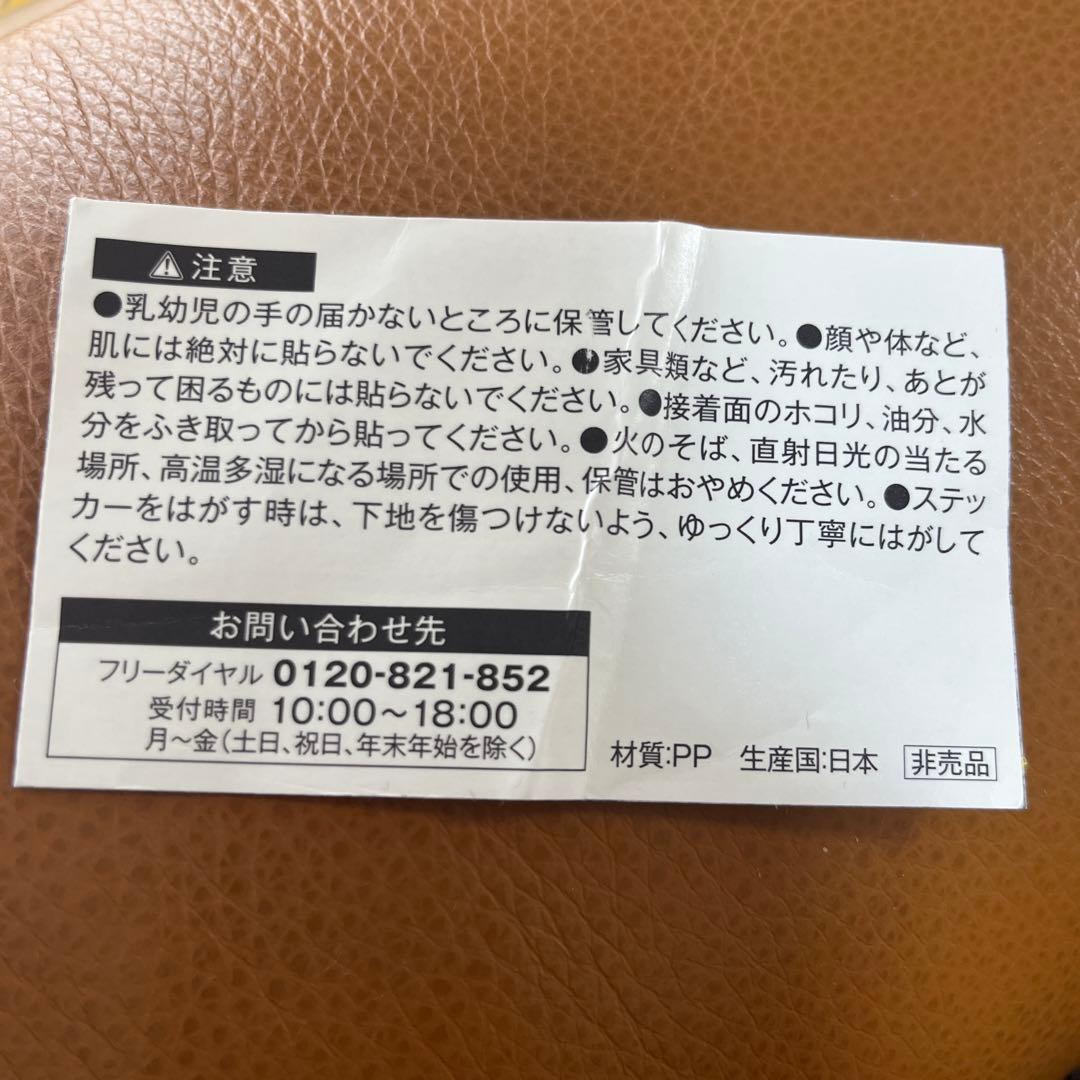 ⚠注意
●乳幼児の手の届かないところに保管してください。●顔や体など、
肌には絶対に貼らないでください。●家具類など、汚れたり、あとが
残って困るものには貼らないでください。●接着面のホコリ、油分、水
分をふき取ってから貼ってください。●火のそば、直射日光の当たる
場所、高温多湿になる場所での使用、保管はおやめください。●ステッ
カーをはがす時は、下地を傷つけないよう、ゆっくり丁寧にはがして
ください。
お問い合わせ先
フリーダイヤル 0120-821-852
受付時間 10:00～18:00
月～金（土日、祝日、年末年始を除く）
材質:PP 生産国:日本 非売品